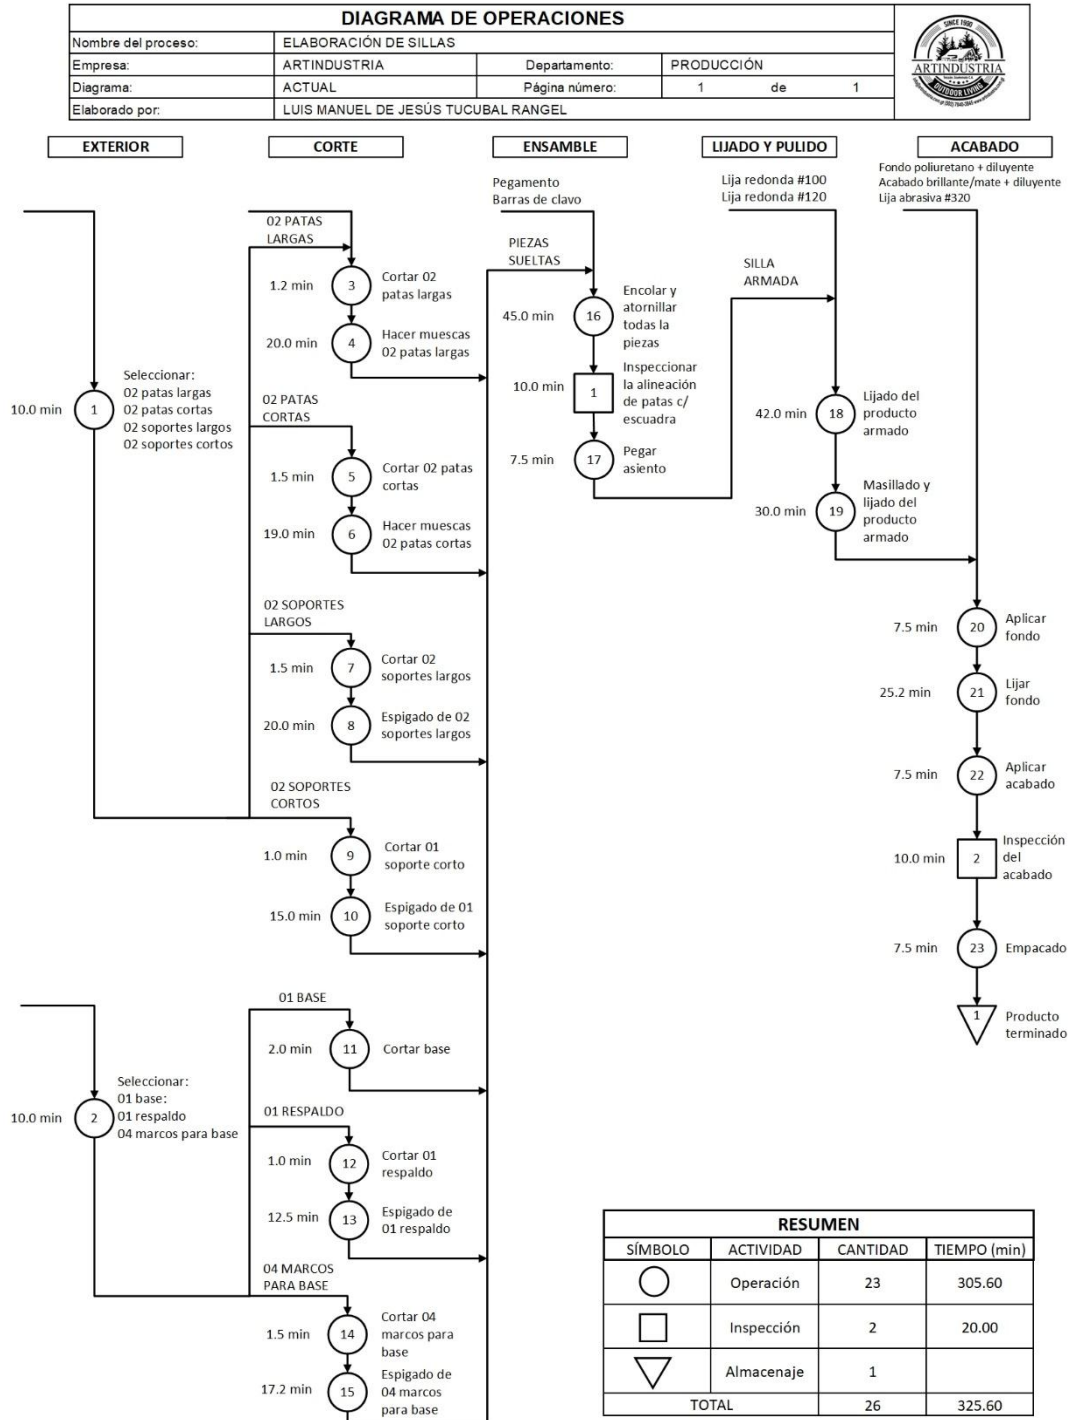 DIAGRAMA DE OPERACIONES
Nombre del proceso: ELABORACIÓN DE SILLAS
Empresa: ARTINDUSTRIA Departamento: PRODUCCIÓN
Diagrama: ACTUAL Página número: 1 de 1
Elaborado por: LUIS MANUEL DE JESÚS TUCUBAL RANGEL
SINCE 1990
ARTINDUSTRIA
OUTDOOR LIVING
EXTERIOR
10.0 min
1
Seleccionar:
02 patas largas
02 patas cortas
02 soportes largos
02 soportes cortos
10.0 min
2
Seleccionar:
01 base:
01 respaldo
04 marcos para base
CORTE
02 PATAS
LARGAS
1.2 min
3
Cortar 02
patas largas
20.0 min
4
Hacer muescas
02 patas largas
02 PATAS
CORTAS
1.5 min
5
Cortar 02 patas
cortas
19.0 min
6
Hacer muescas
02 patas cortas
02 SOPORTES
LARGOS
1.5 min
7
Cortar 02
soportes largos
20.0 min
8
Espigado de 02
soportes largos
02 SOPORTES
CORTOS
1.0 min
9
Cortar 01
soporte corto
15.0 min
10
Espigado de 01
soporte corto
01 BASE
2.0 min
11
Cortar base
01 RESPALDO
1.0 min
12
Cortar 01
respaldo
12.5 min
13
Espigado de
01 respaldo
04 MARCOS
PARA BASE
1.5 min
14
Cortar 04
marcos para
base
17.2 min
15
Espigado de
04 marcos
para base
ENSAMBLE
Pegamento
Barras de clavo
PIEZAS
SUELTAS
45.0 min
16
Encolar y
atornillar
todas la
piezas
10.0 min
1
Inspeccionar
la alineación
de patas c/
escuadra
7.5 min
17
Pegar
asiento
LIJADO Y PULIDO
Lija redonda #100
Lija redonda #120
SILLA
ARMADA
42.0 min
18
Lijado del
producto
armado
30.0 min
19
Masillado y
lijado del
producto
armado
ACABADO
Fondo poliuretano + diluyente
Acabado brillante/mate + diluyente
Lija abrasiva #320
7.5 min
20
Aplicar
fondo
25.2 min
21
Lijar
fondo
7.5 min
22
Aplicar
acabado
10.0 min
2
Inspección
del
acabado
7.5 min
23
Empacado
1
Producto
terminado
RESUMEN
SÍMBOLO ACTIVIDAD CANTIDAD TIEMPO (min)
Operación 23 305.60
Inspección 2 20.00
Almacenaje 1
TOTAL 26 325.60